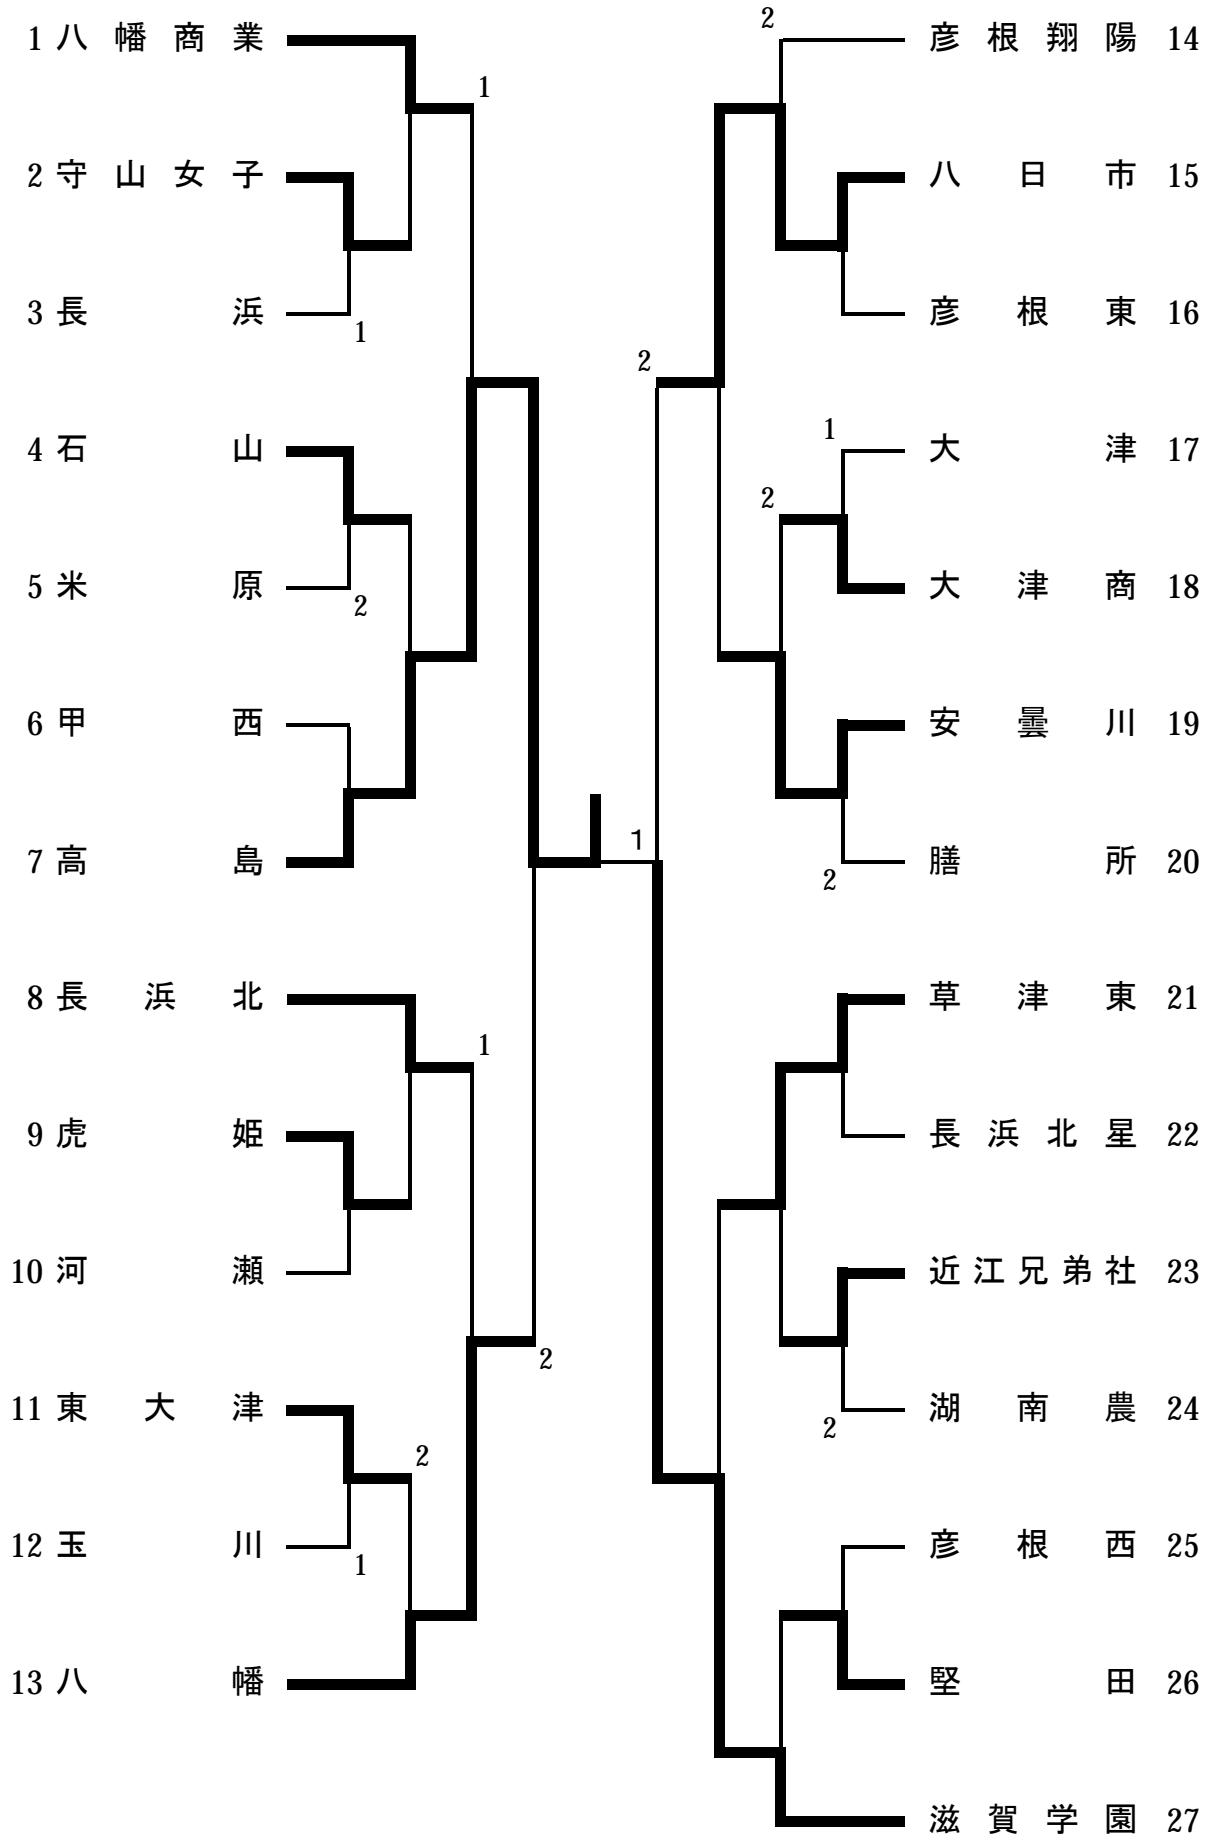 1 八幡商業
2 守山女子
3 長浜
4 石山
5 米原
6 甲西
7 高島
8 長浜北
9 虎姫
10 河瀬
11 東大津
12 玉川
13 八幡
1
1
2
1
2
1
2
1
2
2
1
2
2
2
彦根翔陽 14
八日市 15
彦根東 16
大津 17
大津商 18
安曇川 19
膳所 20
草津東 21
長浜北星 22
近江兄弟社 23
湖南農 24
彦根西 25
堅田 26
滋賀学園 27